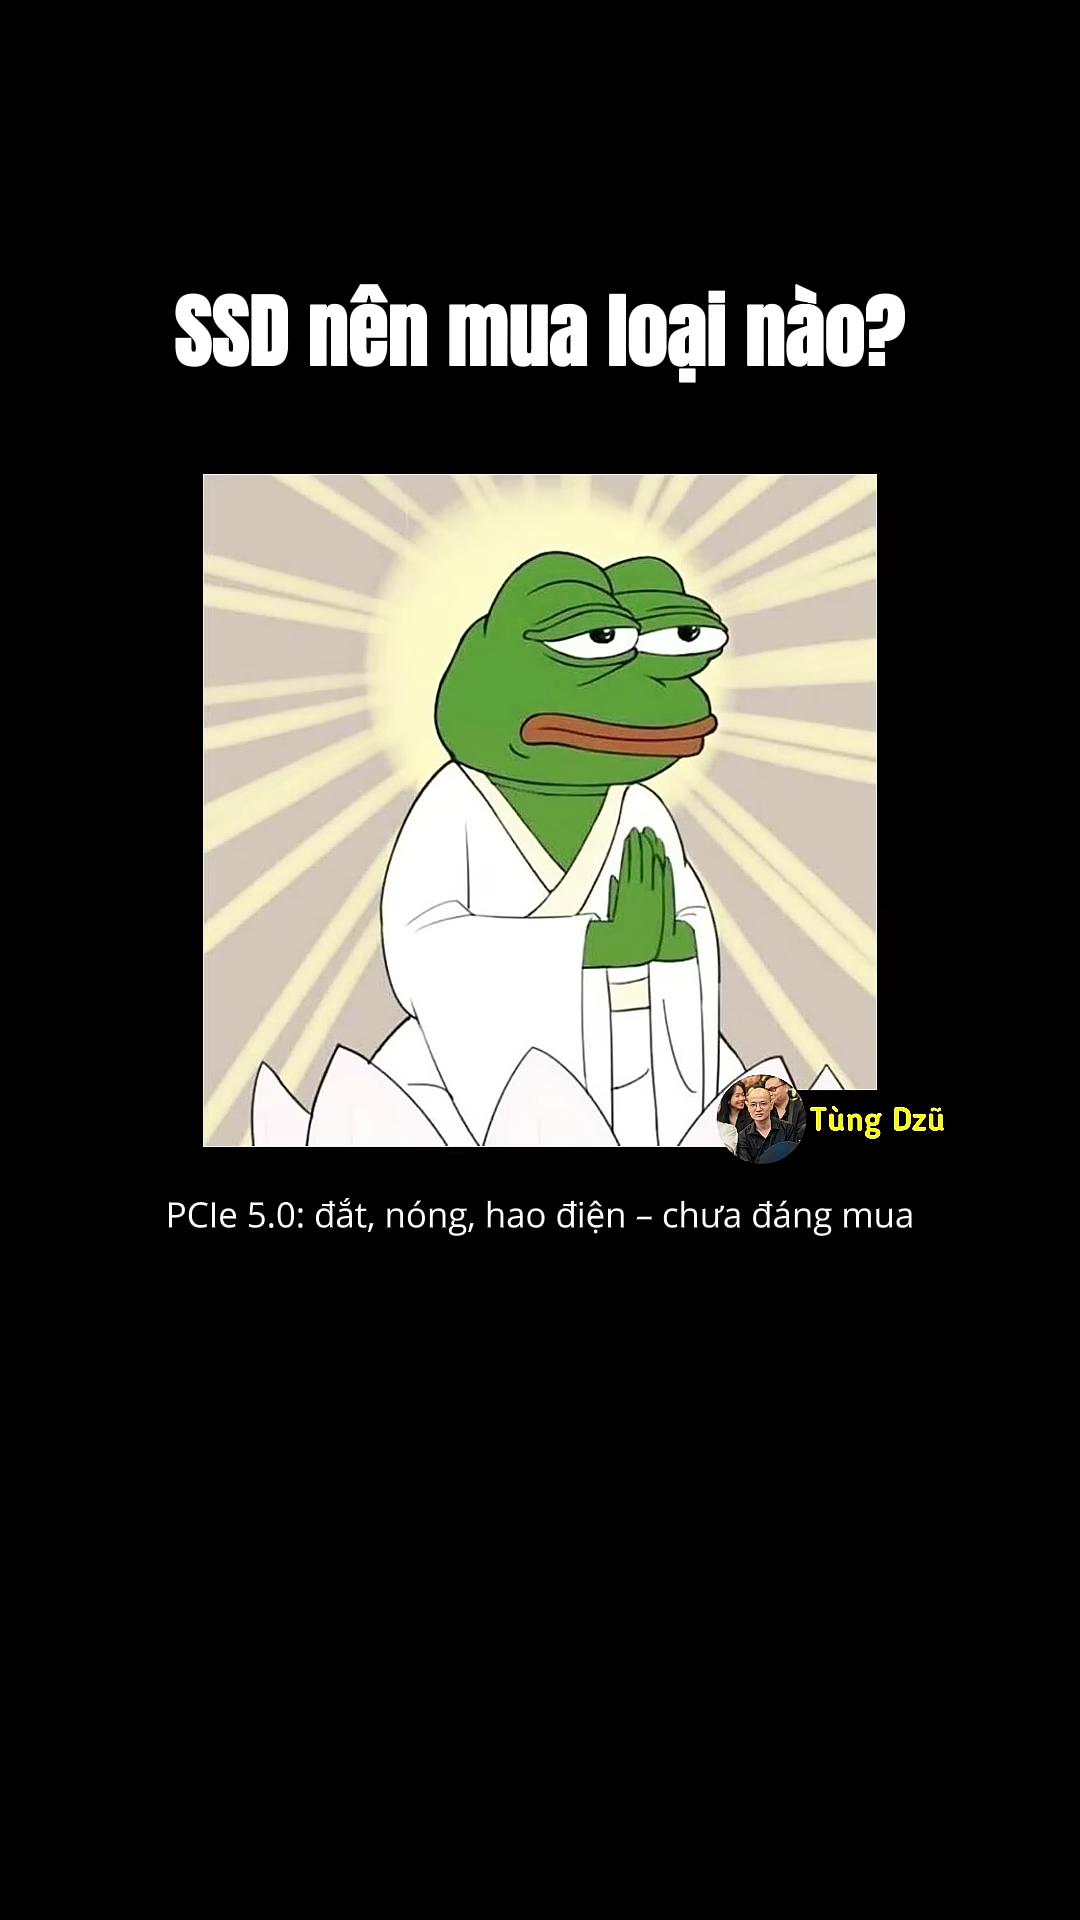 SSD nên mua loại nào?
Tùng Dzũ
PCIe 5.0: đắt, nóng, hao điện – chưa đáng mua